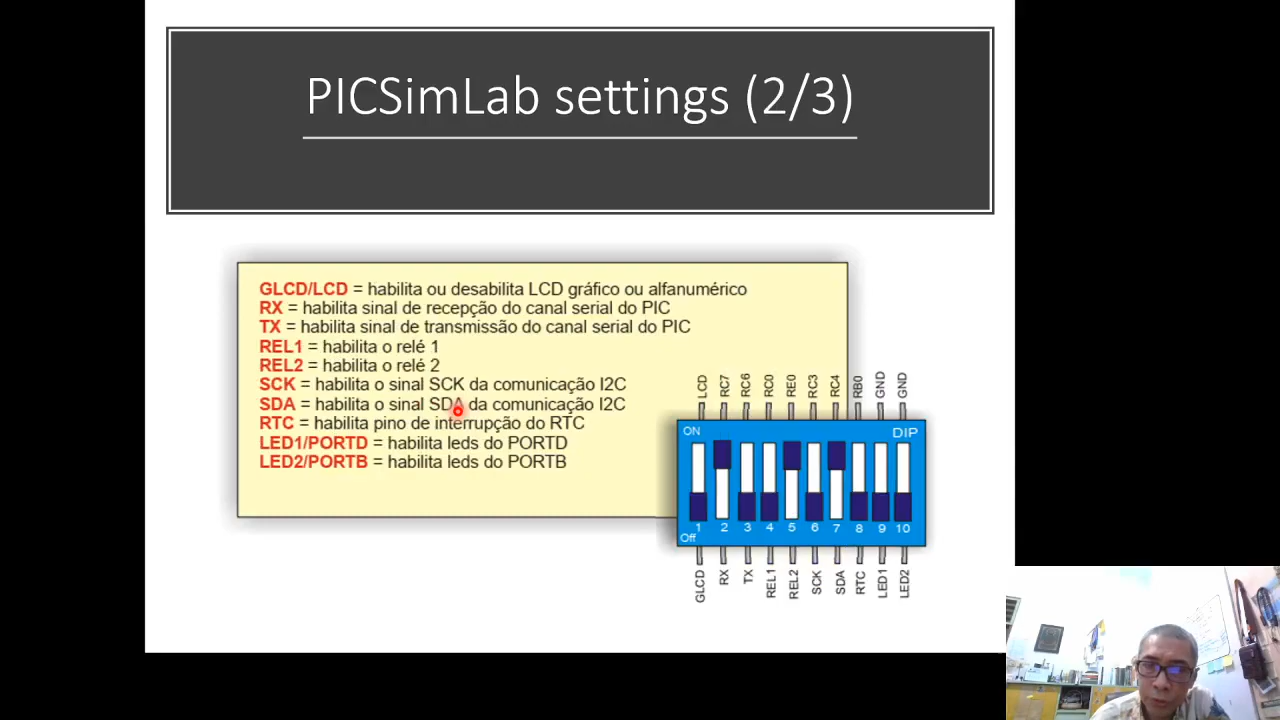 PICSimLab settings (2/3)
GLCD/LCD = habilita ou desabilita LCD gráfico ou alfanumérico
RX = habilita sinal de recepção do canal serial do PIC
TX = habilita sinal de transmissão do canal serial do PIC
REL1 = habilita o relé 1
REL2 = habilita o relé 2
SCK = habilita o sinal SCK da comunicação I2C
SDA = habilita o sinal SDA da comunicação I2C
RTC = habilita pino de interrupção do RTC
LED1/PORTD = habilita leds do PORTD
LED2/PORTB = habilita leds do PORTB
LCD RC7 RC6 RC0 RE0 RC3 RC4 RB0 GND GND
ON DIP
1 2 3 4 5 6 7 8 9 10
Off
GLCD RX TX REL1 REL2 SCK SDA RTC LED1 LED2